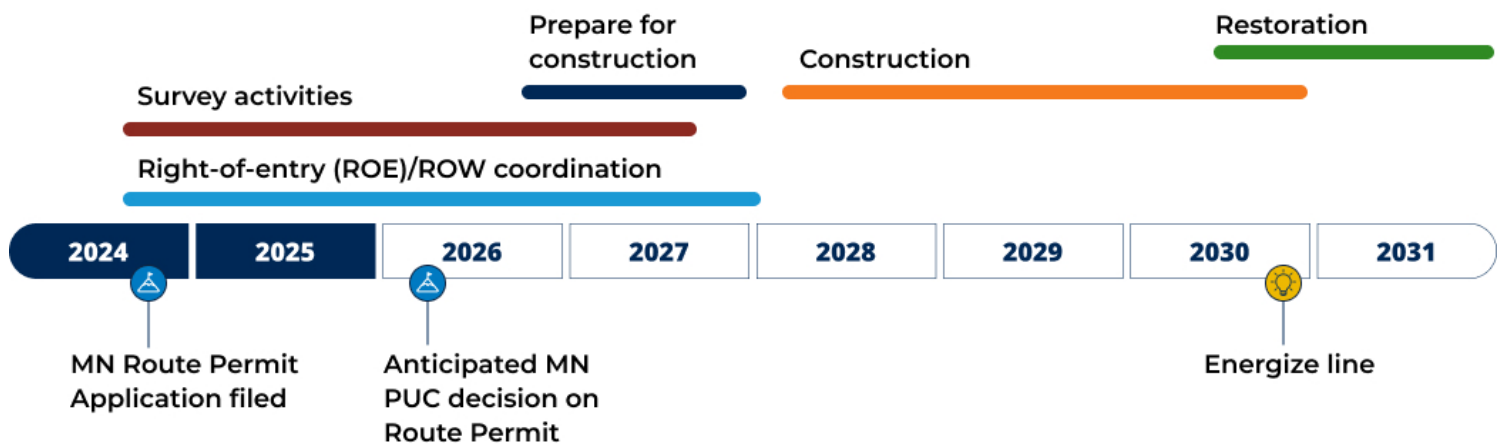 Prepare for
construction
Restoration
Construction
Survey activities
Right-of-entry (ROE)/ROW coordination
2024
2025
2026
2027
2028
2029
2030
2031
MN Route Permit
Application filed
Anticipated MN
PUC decision on
Route Permit
Energize line